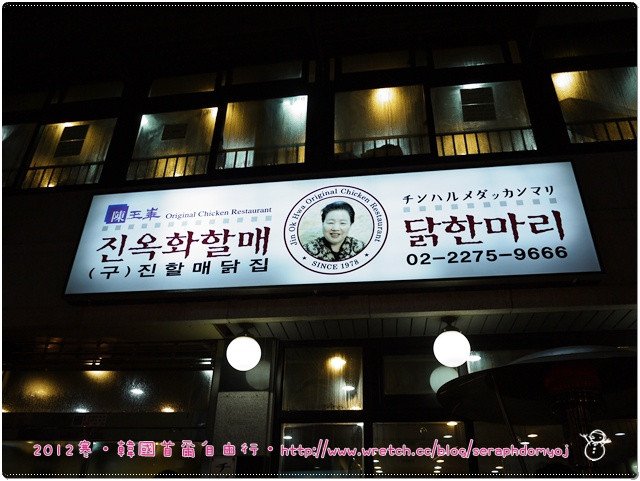 陳玉華 Original Chicken Restaurant
진옥화할매
(구)진할매닭집
Jin Ok Hwa Original Chicken Restaurant
SINCE 1978
チンハルメダッカンマリ
닭한마리
02-2275-9666
2012寒。韓國首爾自由行。http://www.wretch.cc/blog/seraphdomyoj